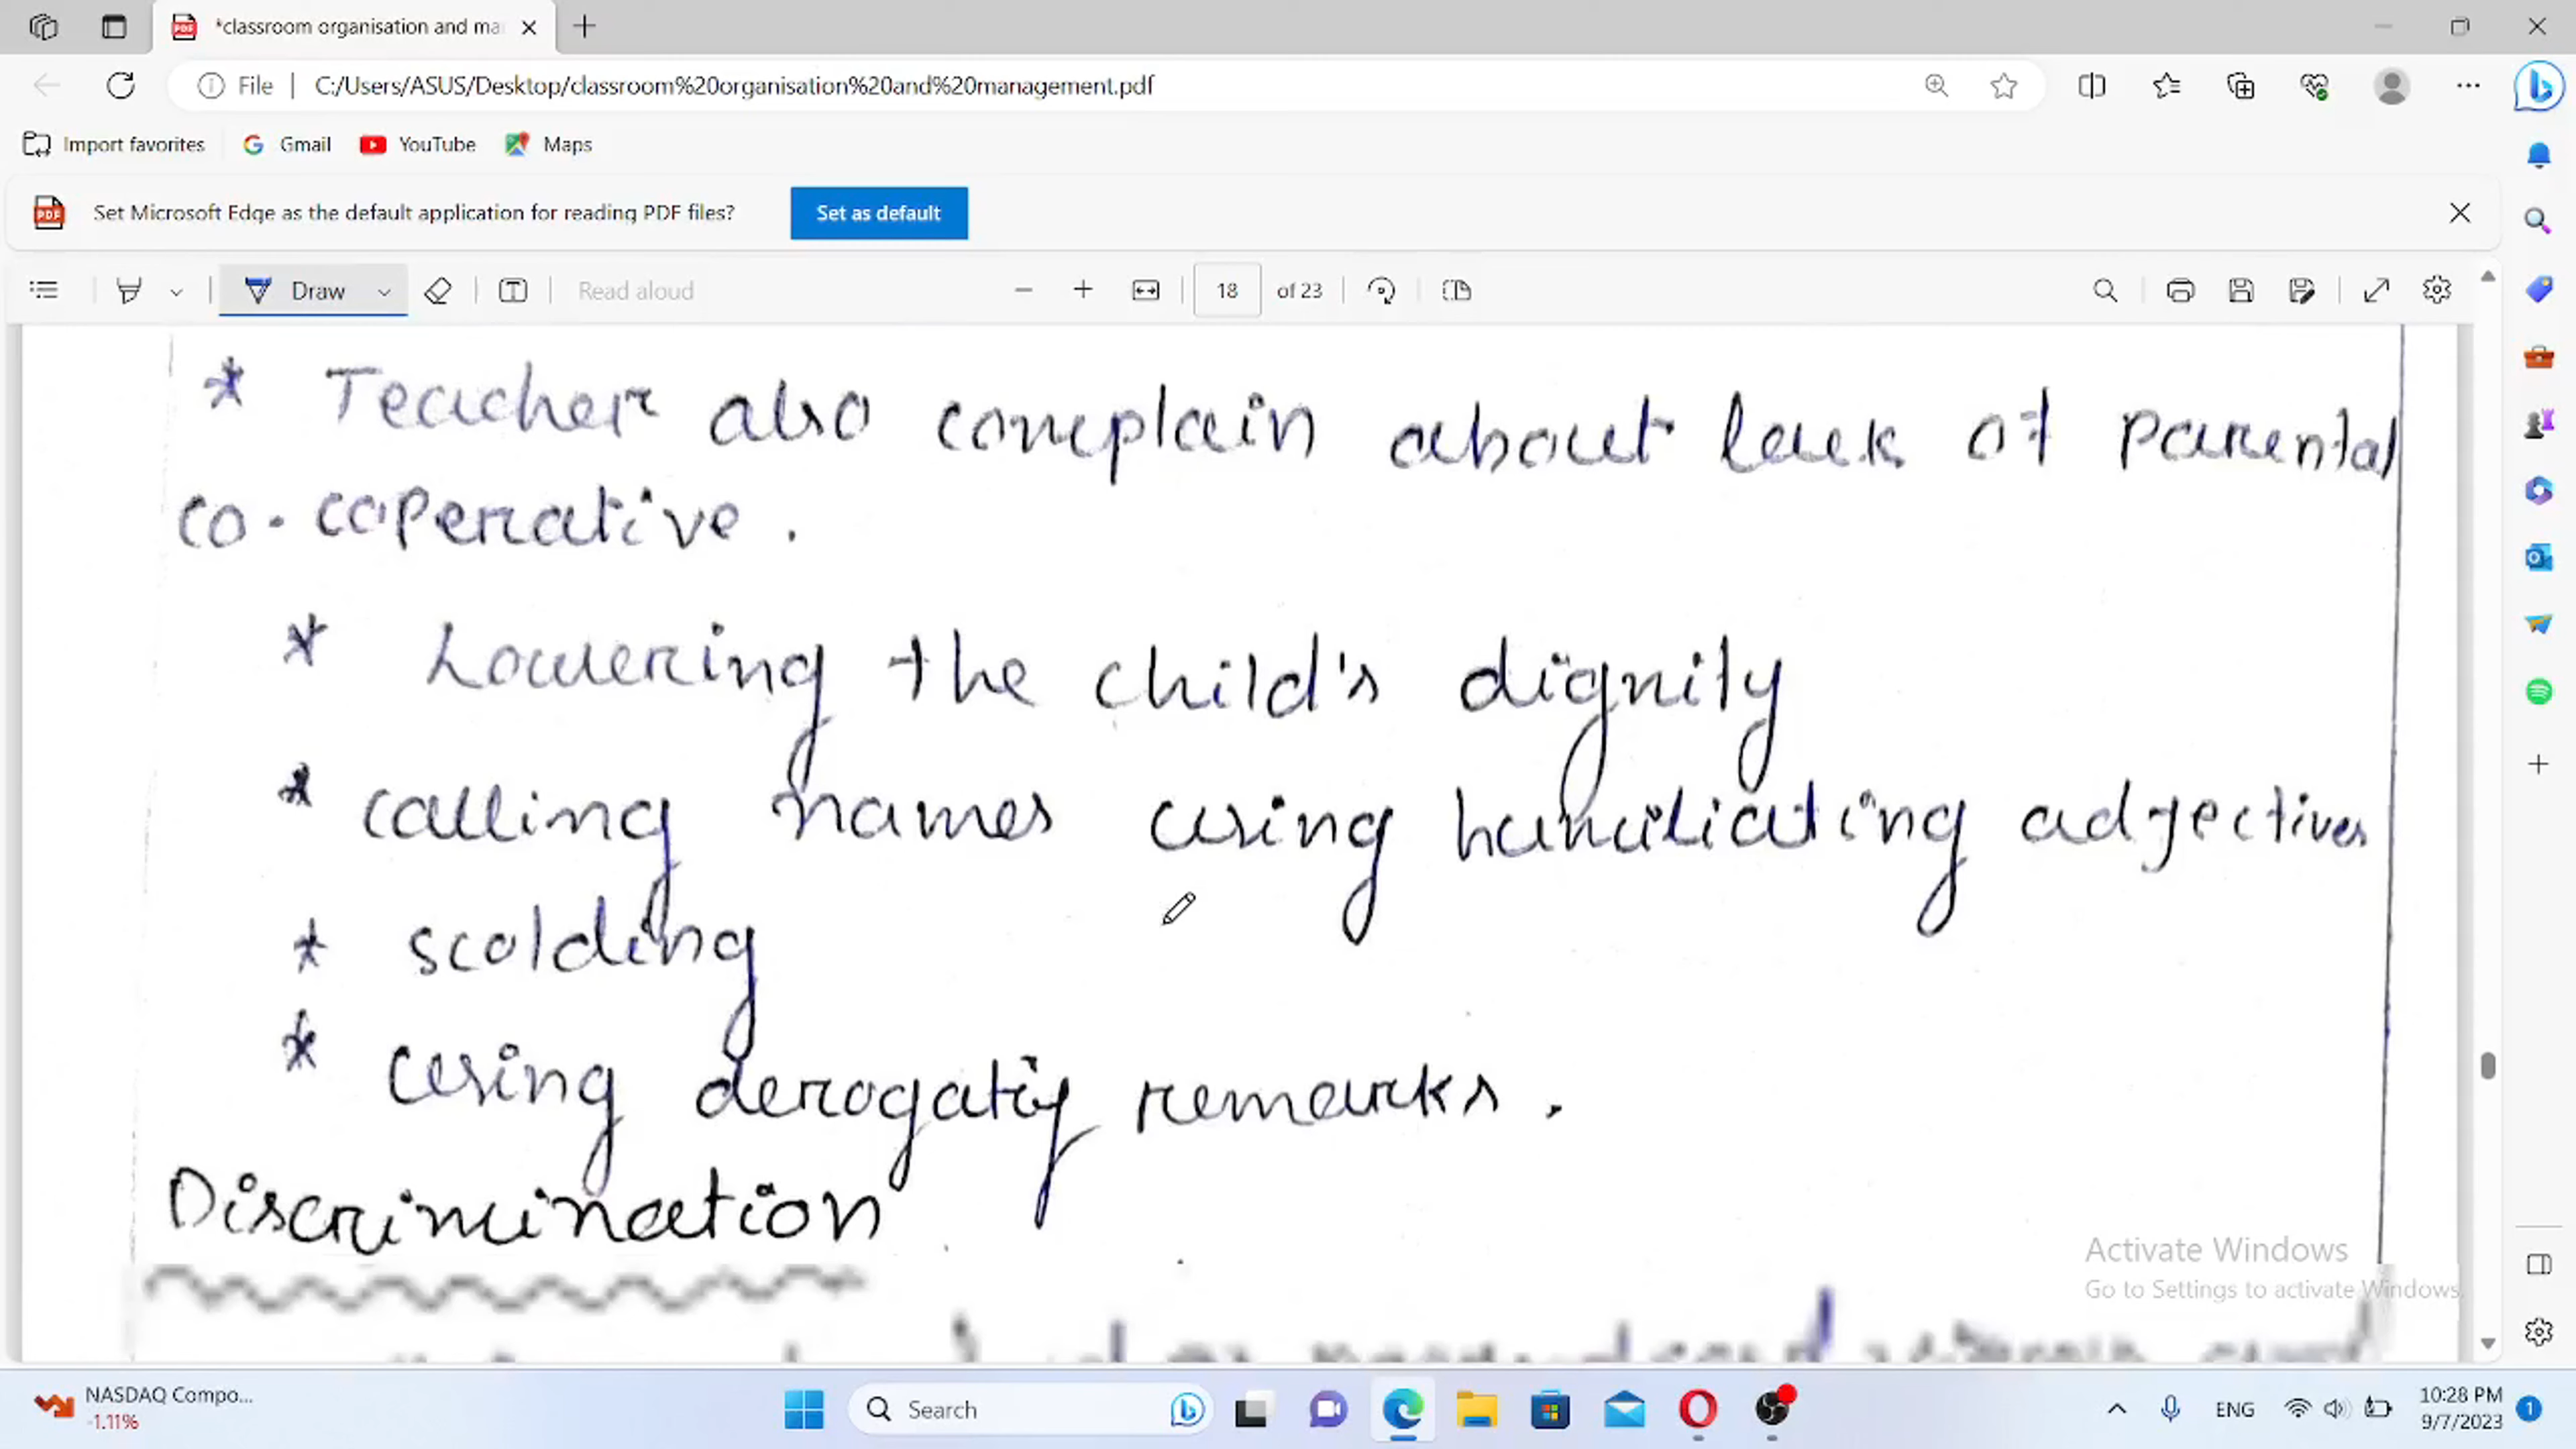 *classroom organisation and ma
File | C:/Users/ASUS/Desktop/classroom%20organisation%20and%20management.pdf
Import favorites Gmail YouTube Maps
Set Microsoft Edge as the default application for reading PDF files? Set as default
Draw Read aloud 18 of 23
* Teacher also complain about lack of parental
co-coperative.
* Lowering the child's dignity
* calling names using humiliating adjectives
* scolding
* Using derogatiy remarks.
Discrimination
Activate Windows
Go to Settings to activate Windows.
NASDAQ Compo...
-1.11%
Search
ENG
10:28 PM
9/7/2023
1